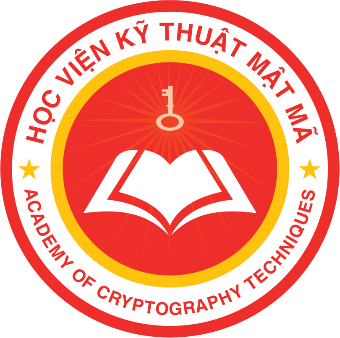 HỌC VIỆN KỸ THUẬT MẬT MÃ
ACADEMY OF CRYPTOGRAPHY TECHNIQUES